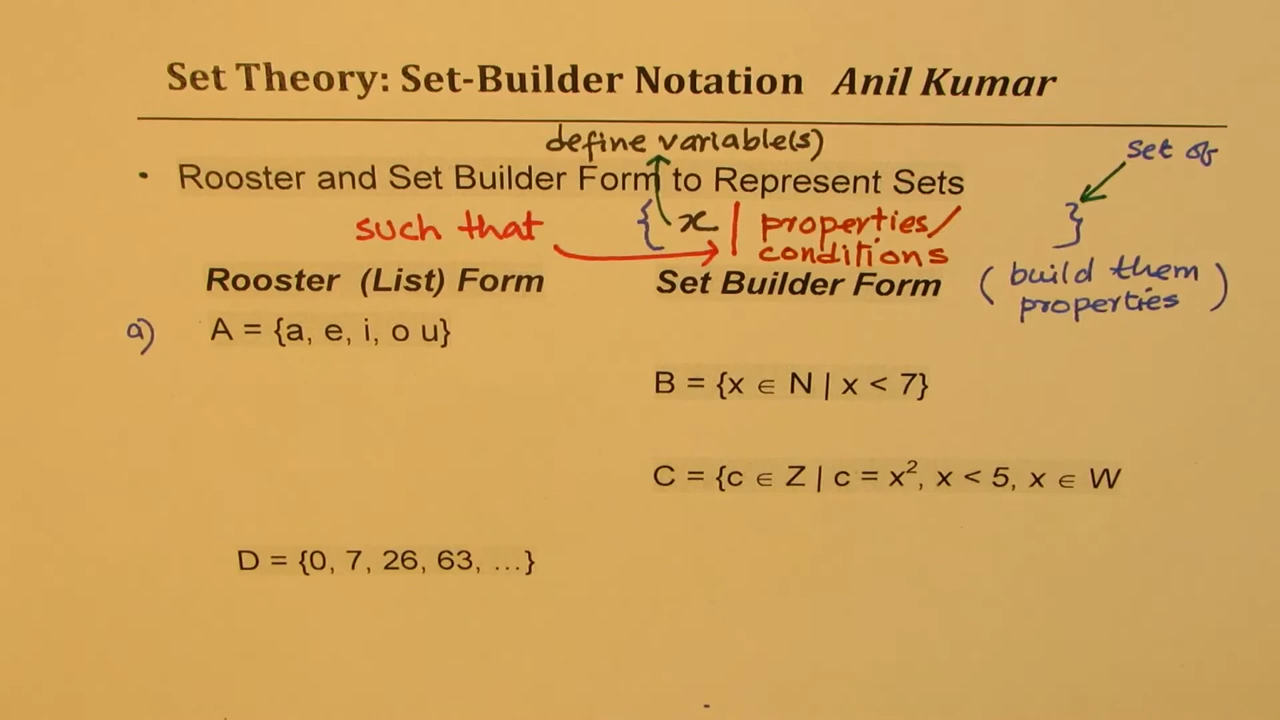 Set Theory: Set-Builder Notation Anil Kumar
define variable(s)
set of
• Rooster and Set Builder Form to Represent Sets
such that { x | properties/ }
conditions
Rooster (List) Form Set Builder Form ( build them
properties )
a) A = {a, e, i, o u}
B = {x ∈ N | x < 7}
C = {c ∈ Z | c = x², x < 5, x ∈ W
D = {0, 7, 26, 63, ...}